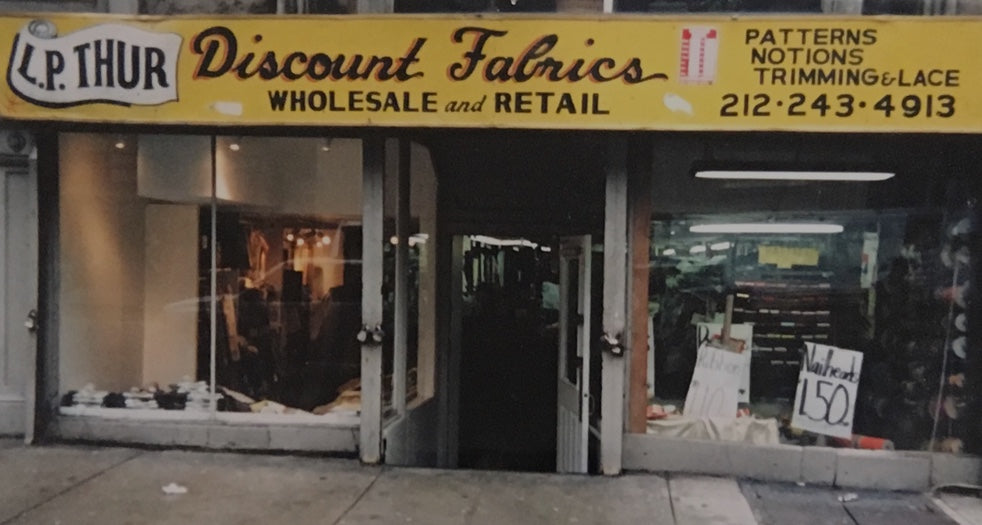 L.P. THUR
Discount Fabrics
WHOLESALE and RETAIL
PATTERNS
NOTIONS
TRIMMING & LACE
212·243·4913
Nailheads
1.50